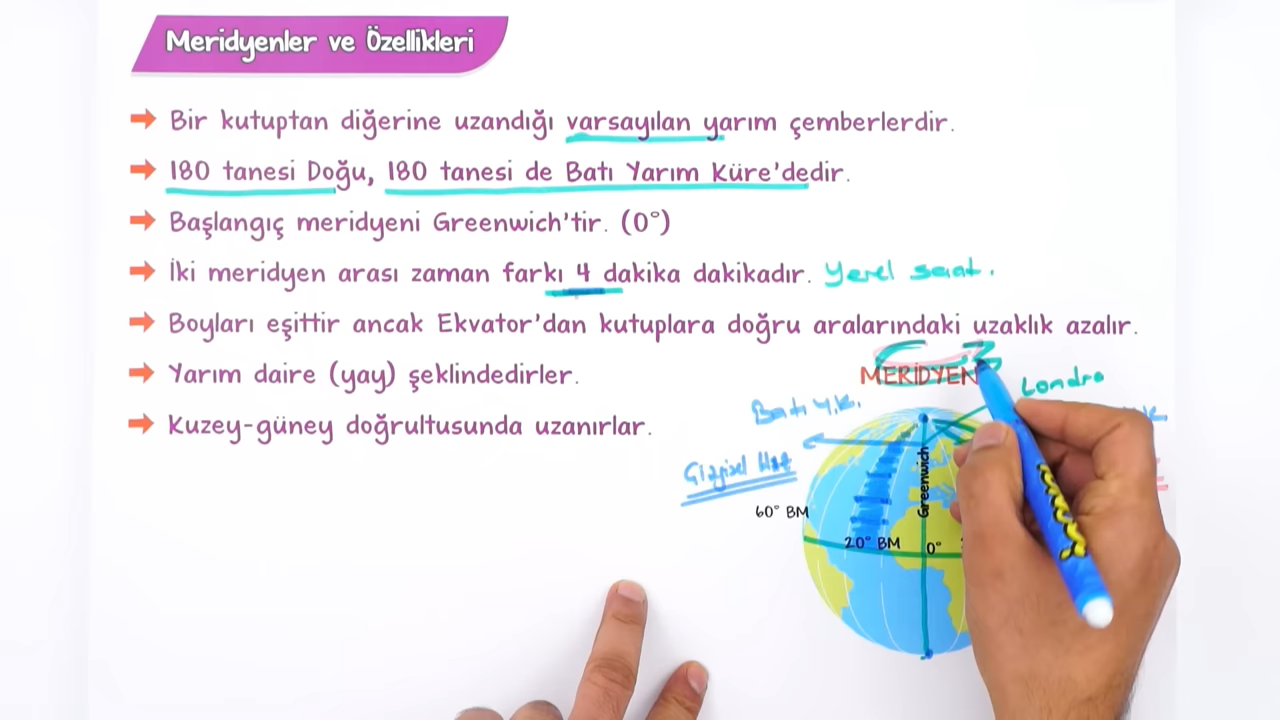 Meridyenler ve Özellikleri
Bir kutuptan diğerine uzandığı varsayılan yarım çemberlerdir.
180 tanesi Doğu, 180 tanesi de Batı Yarım Küre'dedir.
Başlangıç meridyeni Greenwich'tir. (0°)
İki meridyen arası zaman farkı 4 dakika dakikadır. Yerel saat.
Boyları eşittir ancak Ekvator'dan kutuplara doğru aralarındaki uzaklık azalır.
Yarım daire (yay) şeklindedirler.
MERİDYEN
Londra
Batı Y.K.
Kuzey-güney doğrultusunda uzanırlar.
Greenwich
60° BM
20° BM
0°